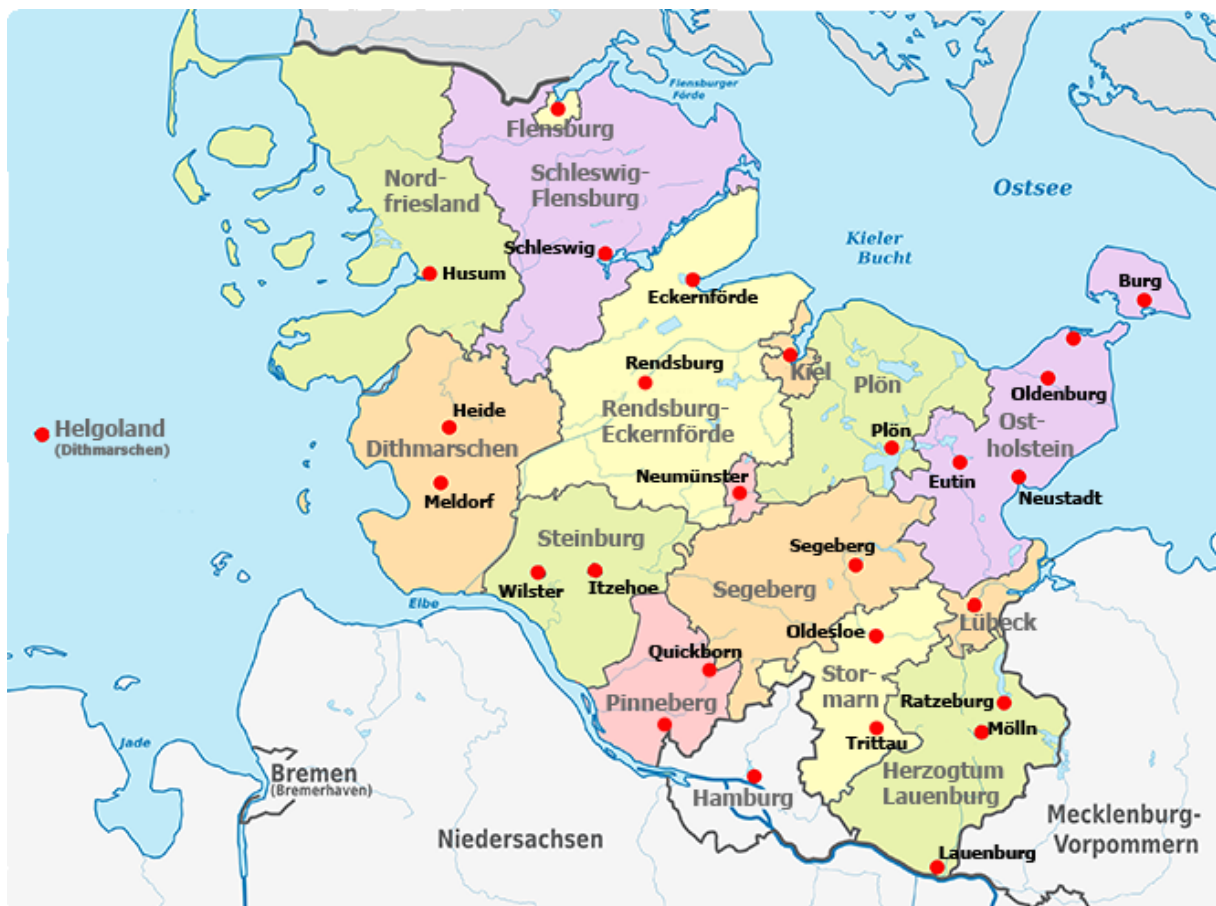 Flensburger
Förde
Flensburg
Nord-
friesland
Schleswig-
Flensburg
Ostsee
Schleswig
Kieler
Bucht
Husum
Eckernförde
Burg
Rendsburg
Kiel
Plön
Oldenburg
Heide
Rendsburg-
Eckernförde
Ost-
holstein
Helgoland
(Dithmarschen)
Dithmarschen
Plön
Neumünster
Eutin
Meldorf
Neustadt
Steinburg
Segeberg
Wilster
Itzehoe
Segeberg
Elbe
Lübeck
Oldesloe
Quickborn
Stor-
marn
Pinneberg
Ratzeburg
Mölln
Trittau
Jade
Bremen
(Bremerhaven)
Herzogtum
Lauenburg
Hamburg
Niedersachsen
Mecklenburg-
Vorpommern
Lauenburg